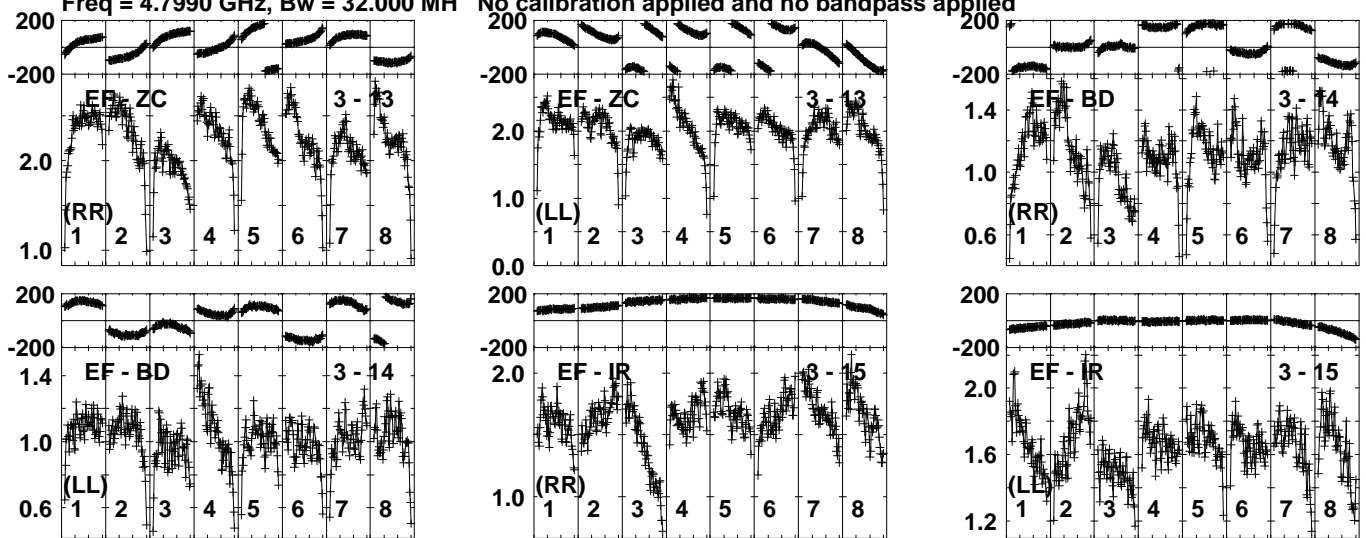 Freq = 4.7990 GHz, Bw = 32.000 MH No calibration applied and no bandpass applied
200
-200
EF - ZC 3 - 13
2.0
1.0
(RR)
1 2 3 4 5 6 7 8
200
-200
EF - ZC 3 - 13
2.0
1.0
0.0
(LL)
1 2 3 4 5 6 7 8
200
-200
EF - BD 3 - 14
1.4
1.0
0.6
(RR)
1 2 3 4 5 6 7 8
200
-200
EF - BD 3 - 14
1.4
1.0
0.6
(LL)
1 2 3 4 5 6 7 8
200
-200
EF - IR 3 - 15
2.0
1.0
(RR)
1 2 3 4 5 6 7 8
200
-200
EF - IR 3 - 15
2.0
1.6
1.2
(LL)
1 2 3 4 5 6 7 8